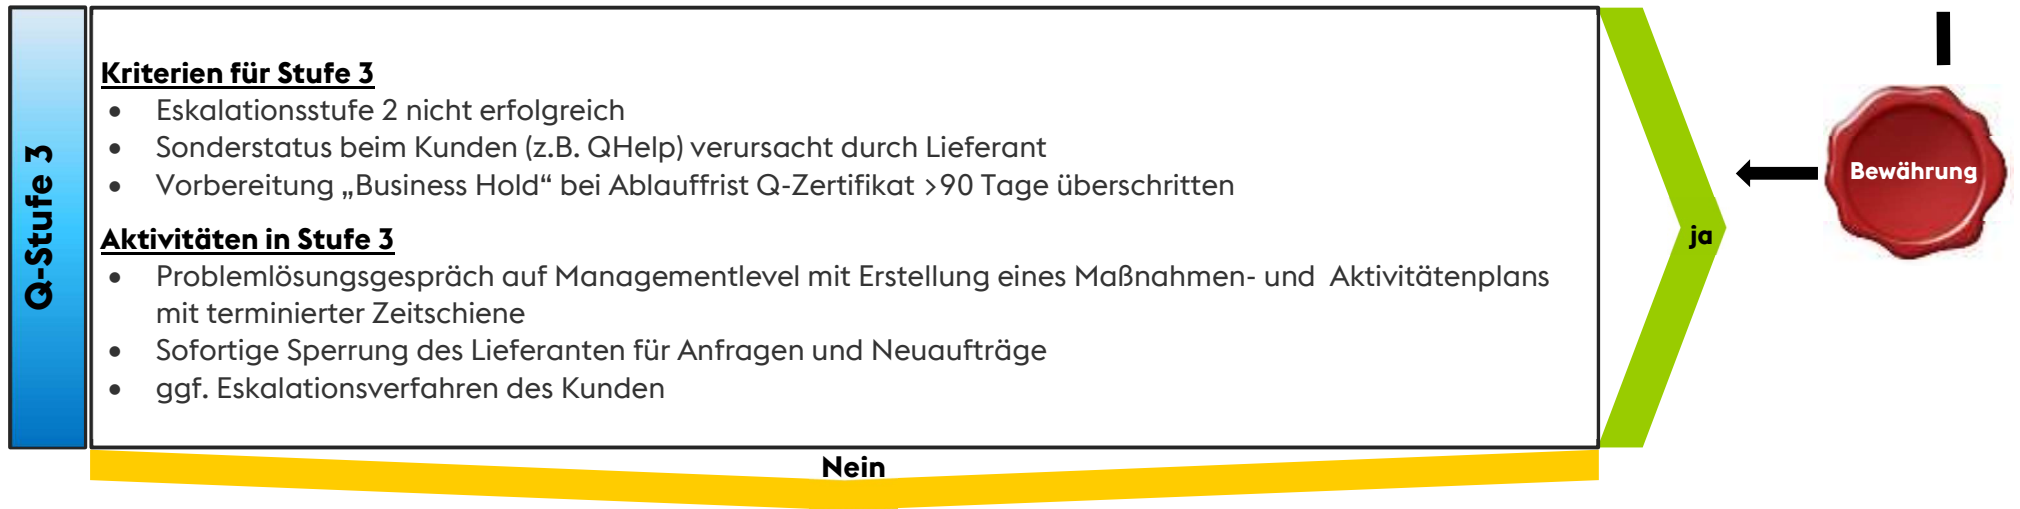 Q-Stufe 3
Kriterien für Stufe 3
• Eskalationsstufe 2 nicht erfolgreich
• Sonderstatus beim Kunden (z.B. QHelp) verursacht durch Lieferant
• Vorbereitung „Business Hold“ bei Ablauffrist Q-Zertifikat >90 Tage überschritten
Aktivitäten in Stufe 3
• Problemlösungsgespräch auf Managementlevel mit Erstellung eines Maßnahmen- und Aktivitätenplans
mit terminierter Zeitschiene
• Sofortige Sperrung des Lieferanten für Anfragen und Neuaufträge
• ggf. Eskalationsverfahren des Kunden
ja
Bewährung
Nein